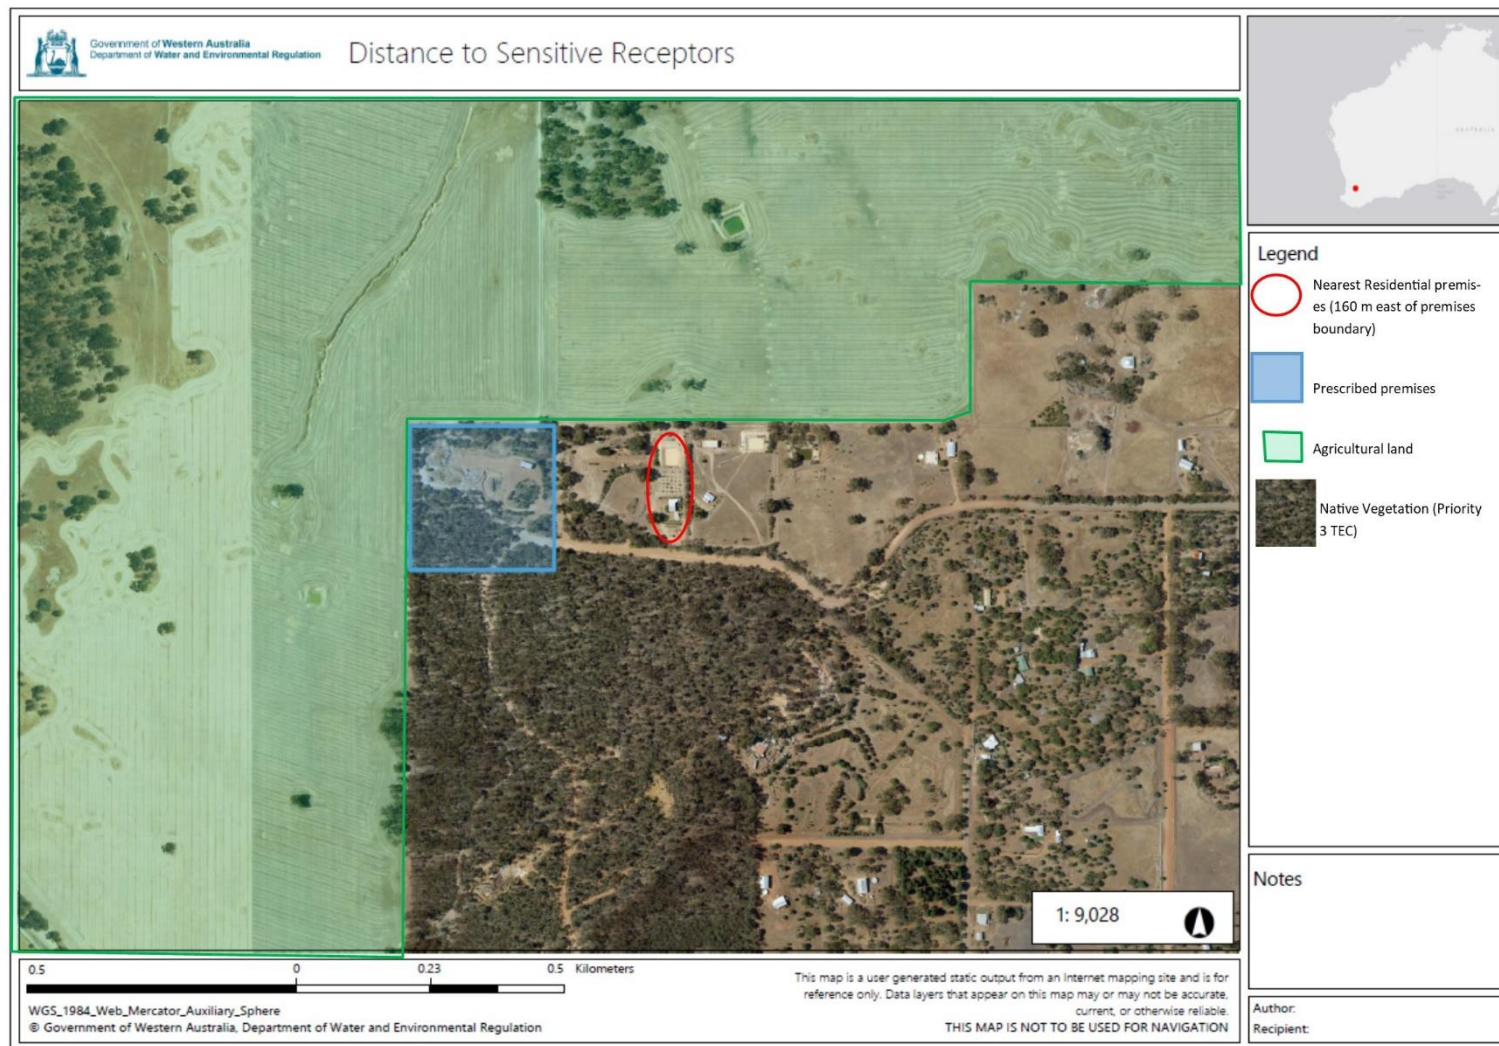 Government of Western Australia
Department of Water and Environmental Regulation
Distance to Sensitive Receptors
AUSTRALIA
Legend
Nearest Residential premis-
es (160 m east of premises
boundary)
Prescribed premises
Agricultural land
Native Vegetation (Priority
3 TEC)
1: 9,028
Notes
0.5
0
0.23
0.5
Kilometers
WGS_1984_Web_Mercator_Auxiliary_Sphere
© Government of Western Australia, Department of Water and Environmental Regulation
This map is a user generated static output from an Internet mapping site and is for
reference only. Data layers that appear on this map may or may not be accurate,
current, or otherwise reliable.
THIS MAP IS NOT TO BE USED FOR NAVIGATION
Author:
Recipient: